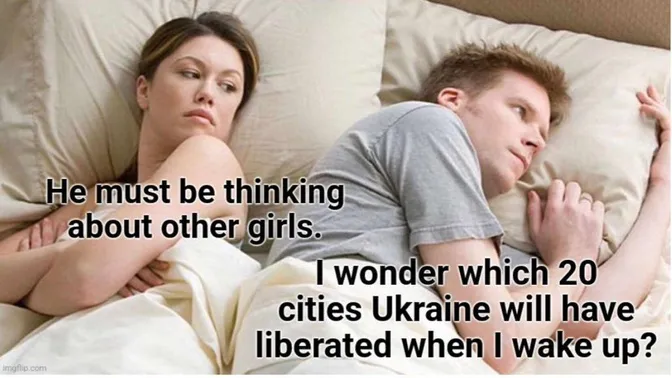 He must be thinking
about other girls.
I wonder which 20
cities Ukraine will have
liberated when I wake up?
imgflip.com